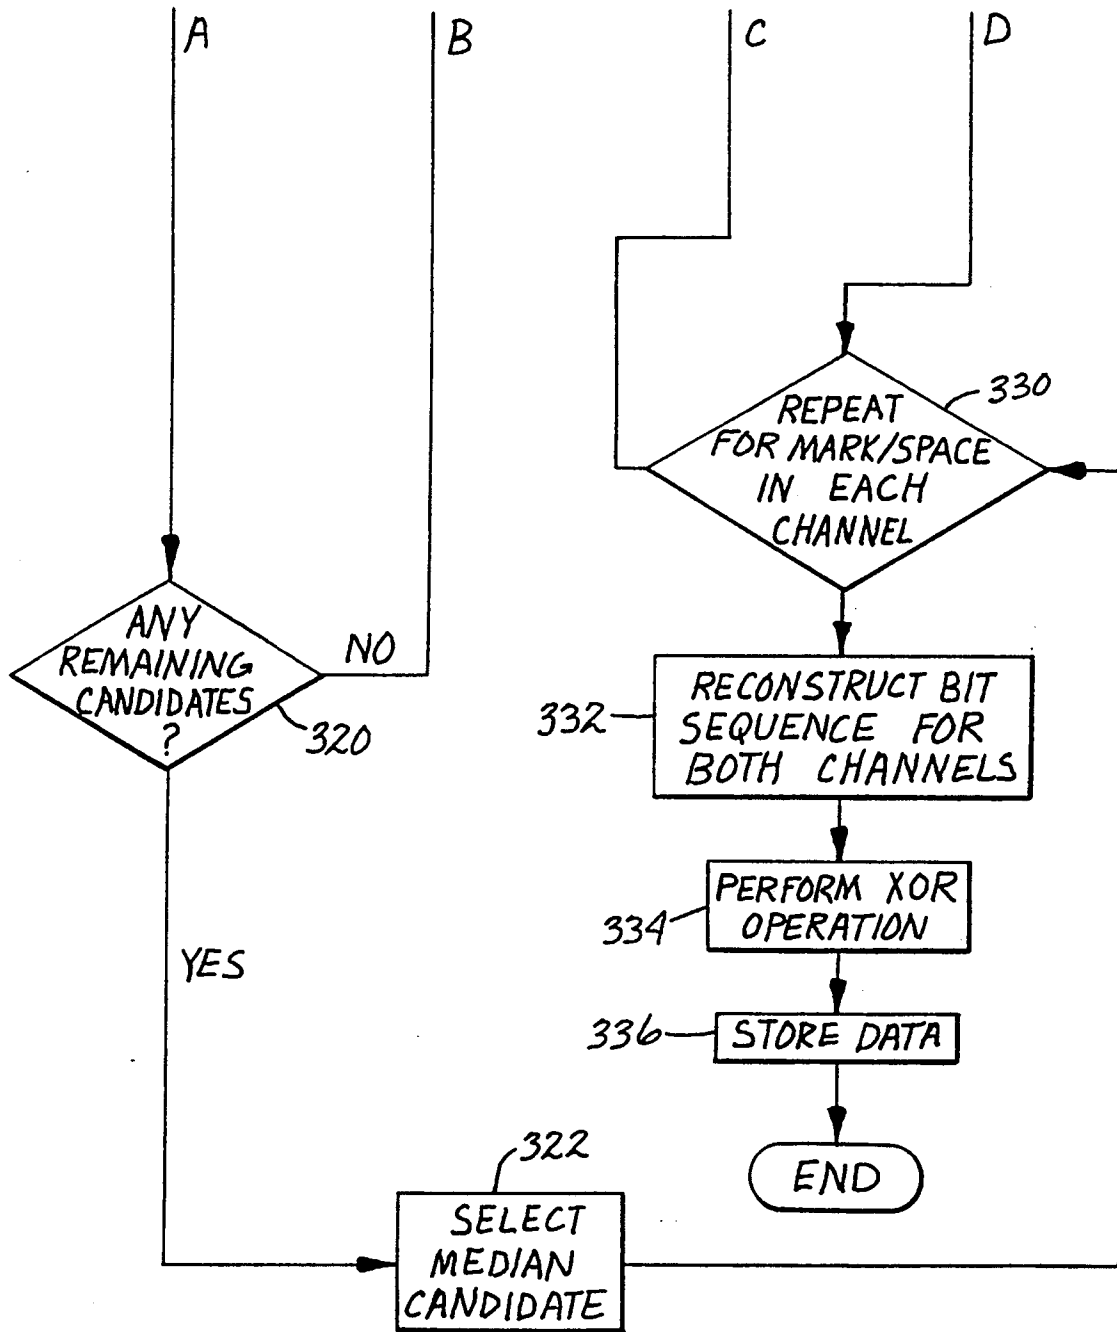 A
B
C
D
330
REPEAT
FOR MARK/SPACE
IN EACH
CHANNEL
ANY
REMAINING
CANDIDATES
?
NO
320
332
RECONSTRUCT BIT
SEQUENCE FOR
BOTH CHANNELS
334
PERFORM XOR
OPERATION
YES
336
STORE DATA
END
322
SELECT
MEDIAN
CANDIDATE